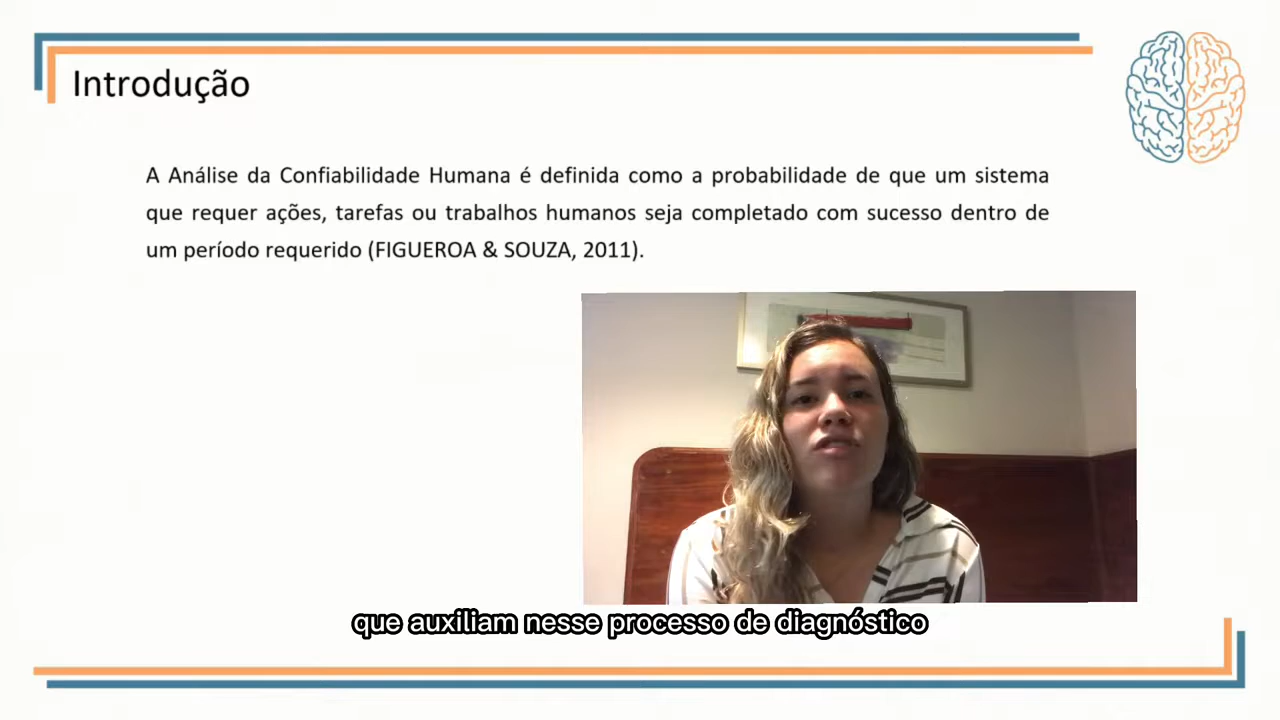 Introdução
A Análise da Confiabilidade Humana é definida como a probabilidade de que um sistema
que requer ações, tarefas ou trabalhos humanos seja completado com sucesso dentro de
um período requerido (FIGUEROA & SOUZA, 2011).
que auxiliam nesse processo de diagnóstico